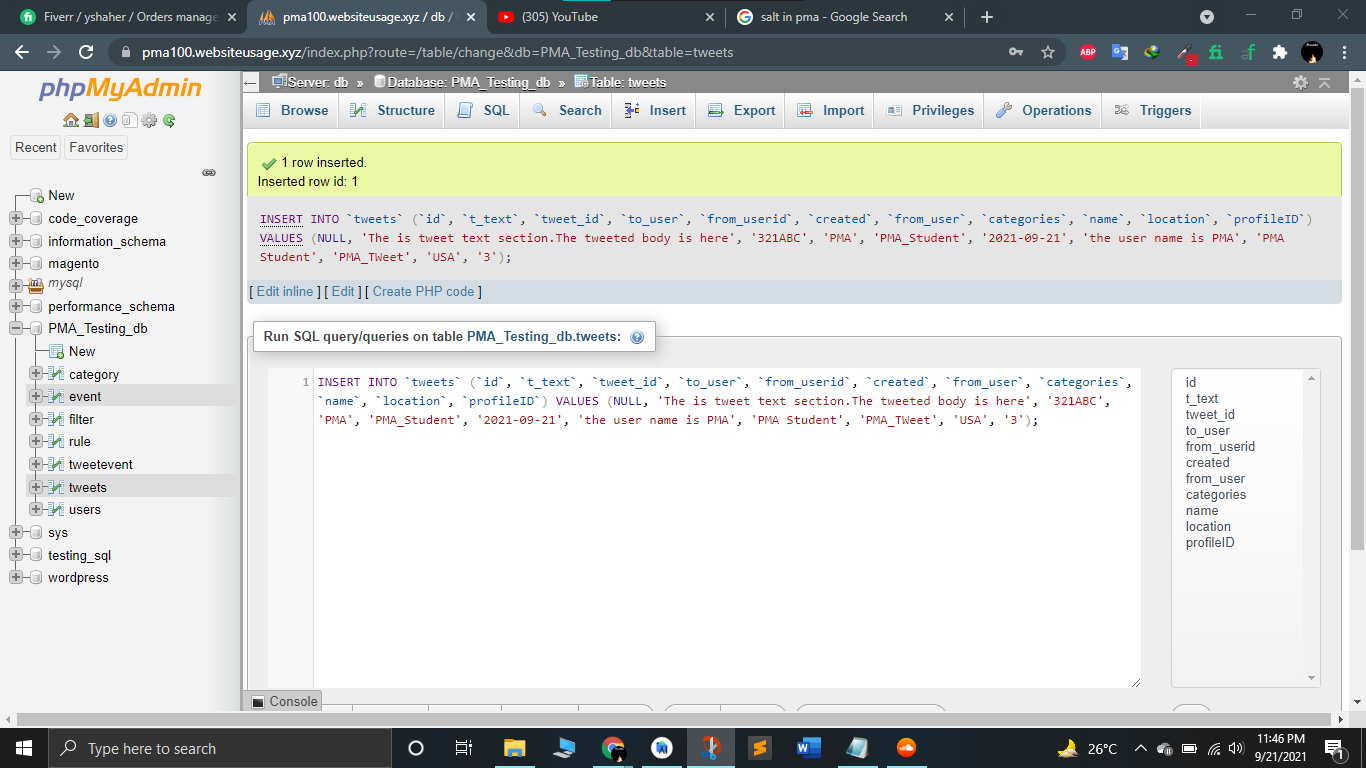 Fiverr / yshaher / Orders manage
pma100.websiteusage.xyz / db /
(305) YouTube
salt in pma - Google Search
pma100.websiteusage.xyz/index.php?route=/table/change&db=PMA_Testing_db&table=tweets
ABP
phpMyAdmin
Recent
Favorites
New
code_coverage
information_schema
magento
mysql
performance_schema
PMA_Testing_db
New
category
event
filter
rule
tweetevent
tweets
users
sys
testing_sql
wordpress
Server: db » Database: PMA_Testing_db » Table: tweets
Browse
Structure
SQL
Search
Insert
Export
Import
Privileges
Operations
Triggers
1 row inserted.
Inserted row id: 1
INSERT INTO `tweets` (`id`, `t_text`, `tweet_id`, `to_user`, `from_userid`, `created`, `from_user`, `categories`, `name`, `location`, `profileID`)
VALUES (NULL, 'The is tweet text section.The tweeted body is here', '321ABC', 'PMA', 'PMA_Student', '2021-09-21', 'the user name is PMA', 'PMA
Student', 'PMA_TWeet', 'USA', '3');
[ Edit inline ] [ Edit ] [ Create PHP code ]
Run SQL query/queries on table PMA_Testing_db.tweets:
1
INSERT INTO `tweets` (`id`, `t_text`, `tweet_id`, `to_user`, `from_userid`, `created`, `from_user`, `categories`,
`name`, `location`, `profileID`) VALUES (NULL, 'The is tweet text section.The tweeted body is here', '321ABC',
'PMA', 'PMA_Student', '2021-09-21', 'the user name is PMA', 'PMA Student', 'PMA_TWeet', 'USA', '3');
id
t_text
tweet_id
to_user
from_userid
created
from_user
categories
name
location
profileID
Console
Type here to search
26°C
11:46 PM
9/21/2021
1